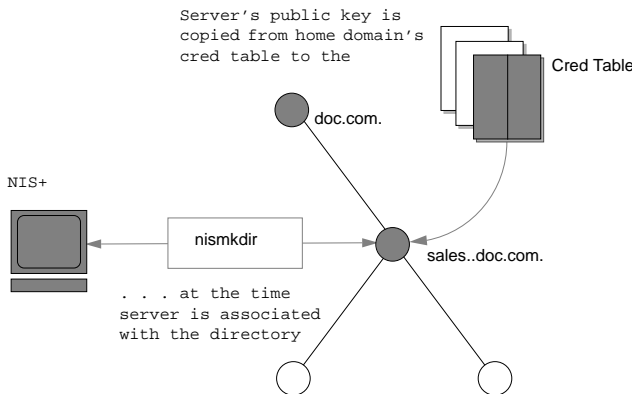 Server's public key is
copied from home domain's
cred table to the
Cred Table
doc.com.
NIS+
nismkdir
sales..doc.com.
. . . at the time
server is associated
with the directory